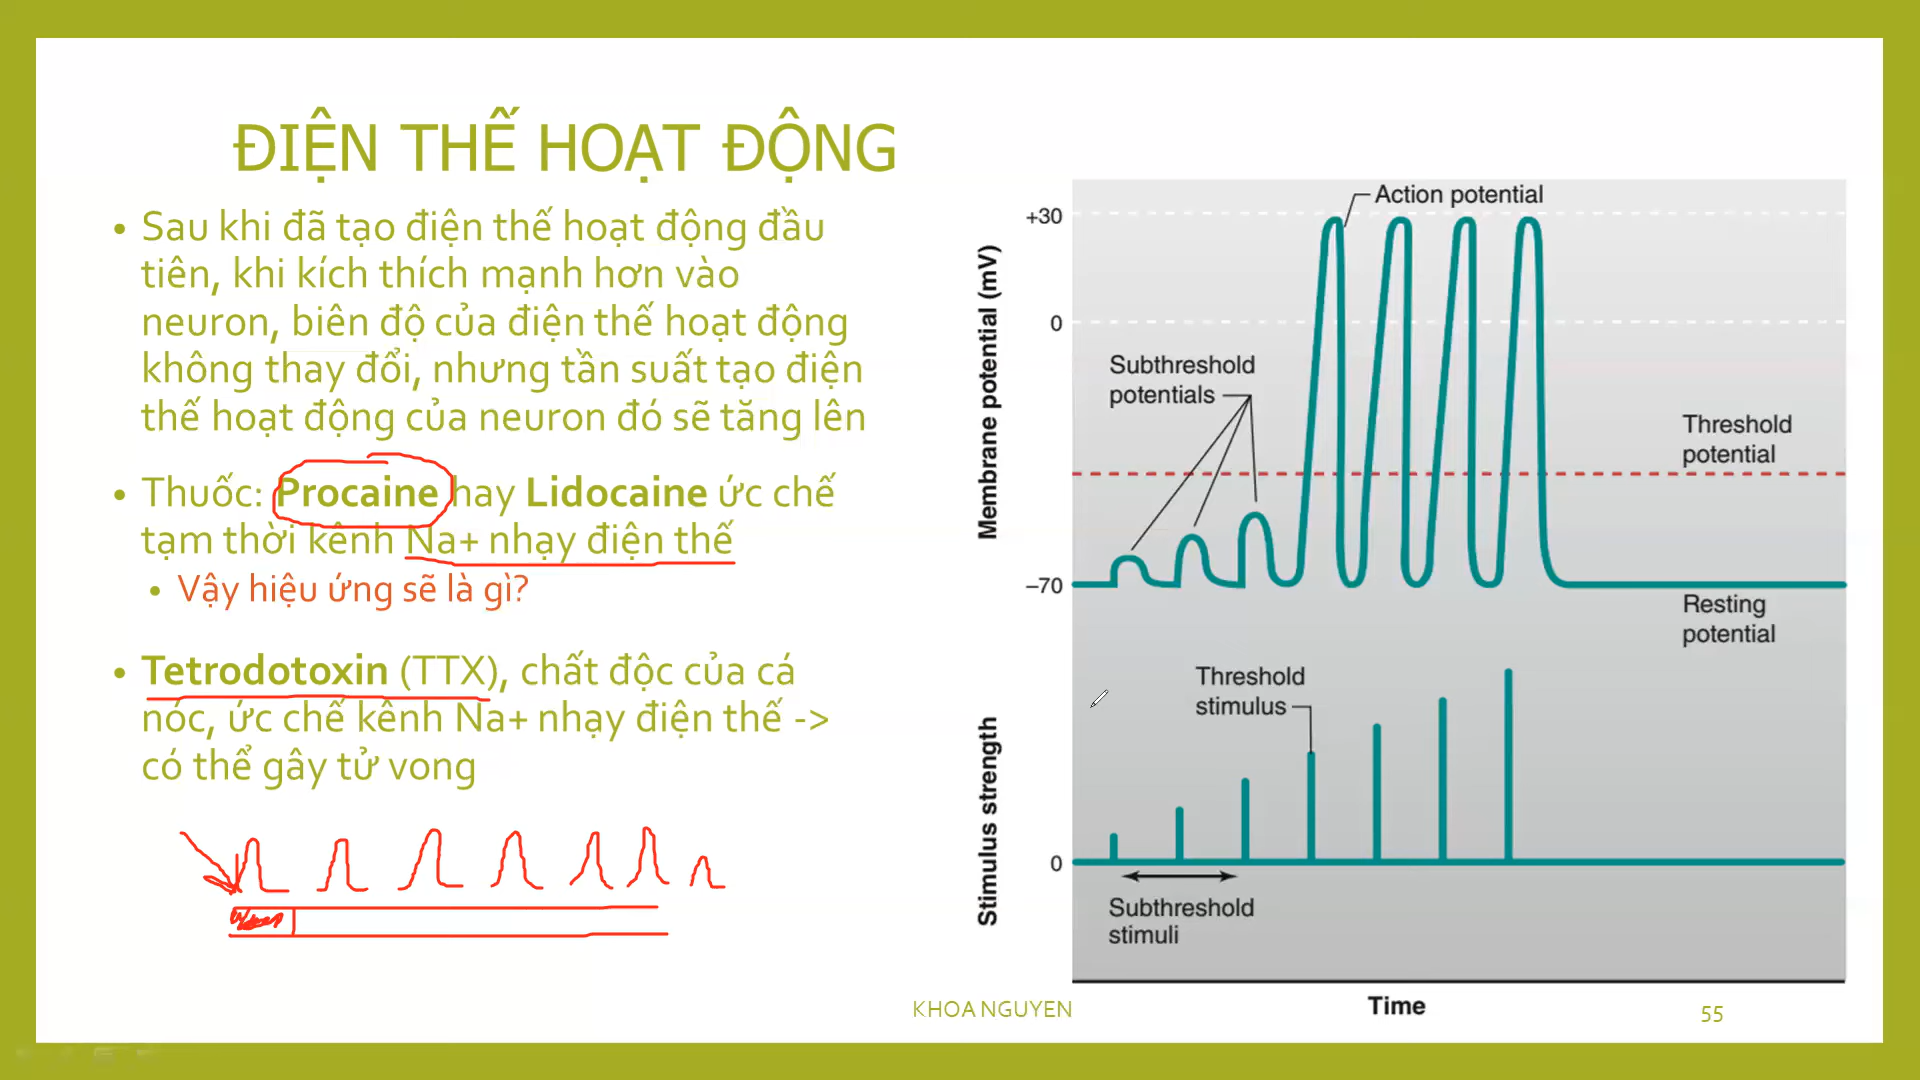 ĐIỆN THẾ HOẠT ĐỘNG
• Sau khi đã tạo điện thế hoạt động đầu
tiên, khi kích thích mạnh hơn vào
neuron, biên độ của điện thế hoạt động
không thay đổi, nhưng tần suất tạo điện
thế hoạt động của neuron đó sẽ tăng lên
• Thuốc: Procaine hay Lidocaine ức chế
tạm thời kênh Na+ nhạy điện thế
• Vậy hiệu ứng sẽ là gì?
• Tetrodotoxin (TTX), chất độc của cá
nóc, ức chế kênh Na+ nhạy điện thế ->
có thể gây tử vong
Action potential
+30
Membrane potential (mV)
0
Subthreshold
potentials
Threshold
potential
–70
Resting
potential
Threshold
stimulus
Stimulus strength
0
Subthreshold
stimuli
Time
KHOA NGUYEN
55